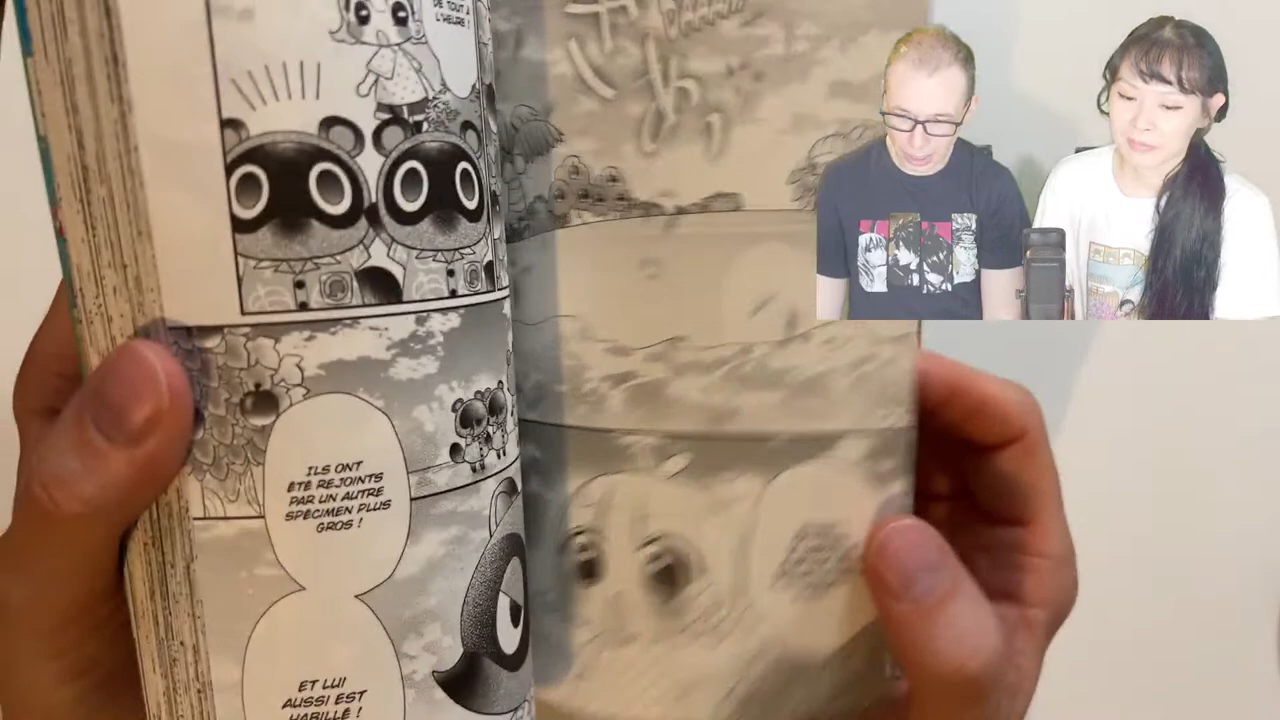 DE TOUT À
L'HEURE !
ILS ONT
ÉTÉ REJOINTS
PAR UN AUTRE
SPÉCIMEN PLUS
GROS !
ET LUI
AUSSI EST
HABILLÉ !